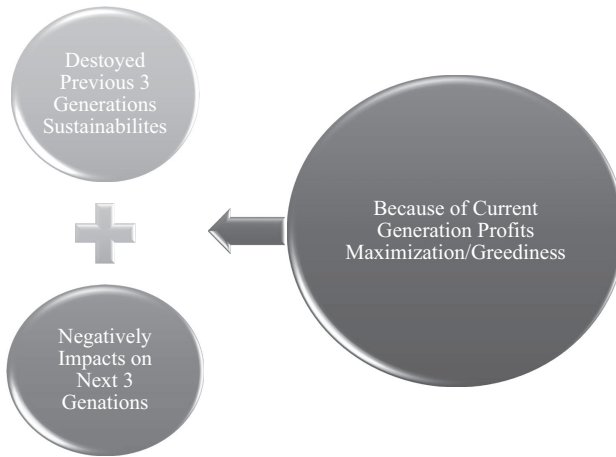 Destoyed
Previous 3
Generations
Sustainabilites
Because of Current
Generation Profits
Maximization/Greediness
Negatively
Impacts on
Next 3
Genations